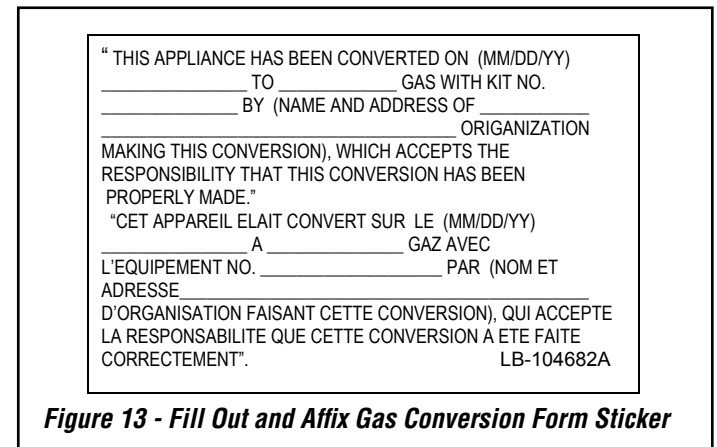 “ THIS APPLIANCE HAS BEEN CONVERTED ON (MM/DD/YY)
________________ TO _____________ GAS WITH KIT NO.
_______________ BY (NAME AND ADDRESS OF ____________
_______________________________________ ORIGANIZATION
MAKING THIS CONVERSION), WHICH ACCEPTS THE
RESPONSIBILITY THAT THIS CONVERSION HAS BEEN
PROPERLY MADE.”
“CET APPAREIL ELAIT CONVERT SUR LE (MM/DD/YY)
________________ A _______________ GAZ AVEC
L’EQUIPEMENT NO. ____________________ PAR (NOM ET
ADRESSE_____________________________________________
D’ORGANISATION FAISANT CETTE CONVERSION), QUI ACCEPTE
LA RESPONSABILITE QUE CETTE CONVERSION A ETE FAITE
CORRECTEMENT”. LB-104682A
Figure 13 - Fill Out and Affix Gas Conversion Form Sticker